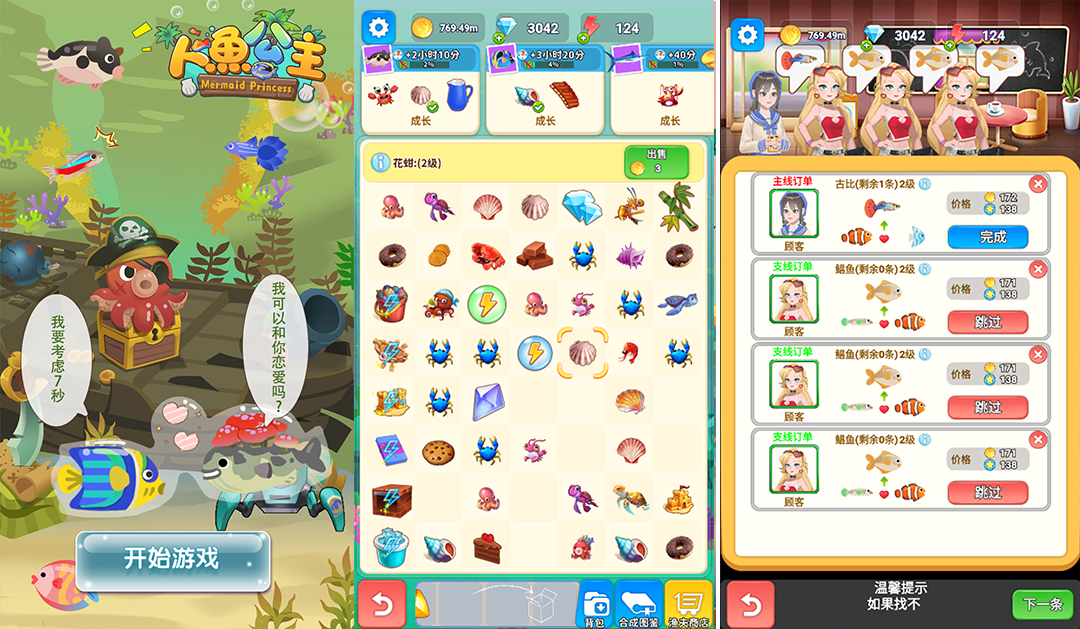 人魚公主
Mermaid Princess
我要考虑7秒
我可以和你恋爱吗?
开始游戏
769.49m
3042
124
+2小时10分
2%
+3小时20分
4%
+40分
1%
成长
成长
成长
花蚶:(2级)
出售
3
背包
合成图鉴
渔夫商店
769.49m
3042
124
主线订单
古比(剩余1条)2级
价格
172
138
完成
顾客
支线订单
鲳鱼(剩余0条)2级
价格
171
138
跳过
顾客
支线订单
鲳鱼(剩余0条)2级
价格
171
138
跳过
顾客
支线订单
鲳鱼(剩余0条)2级
价格
171
138
跳过
顾客
温馨提示
如果找不
下一条